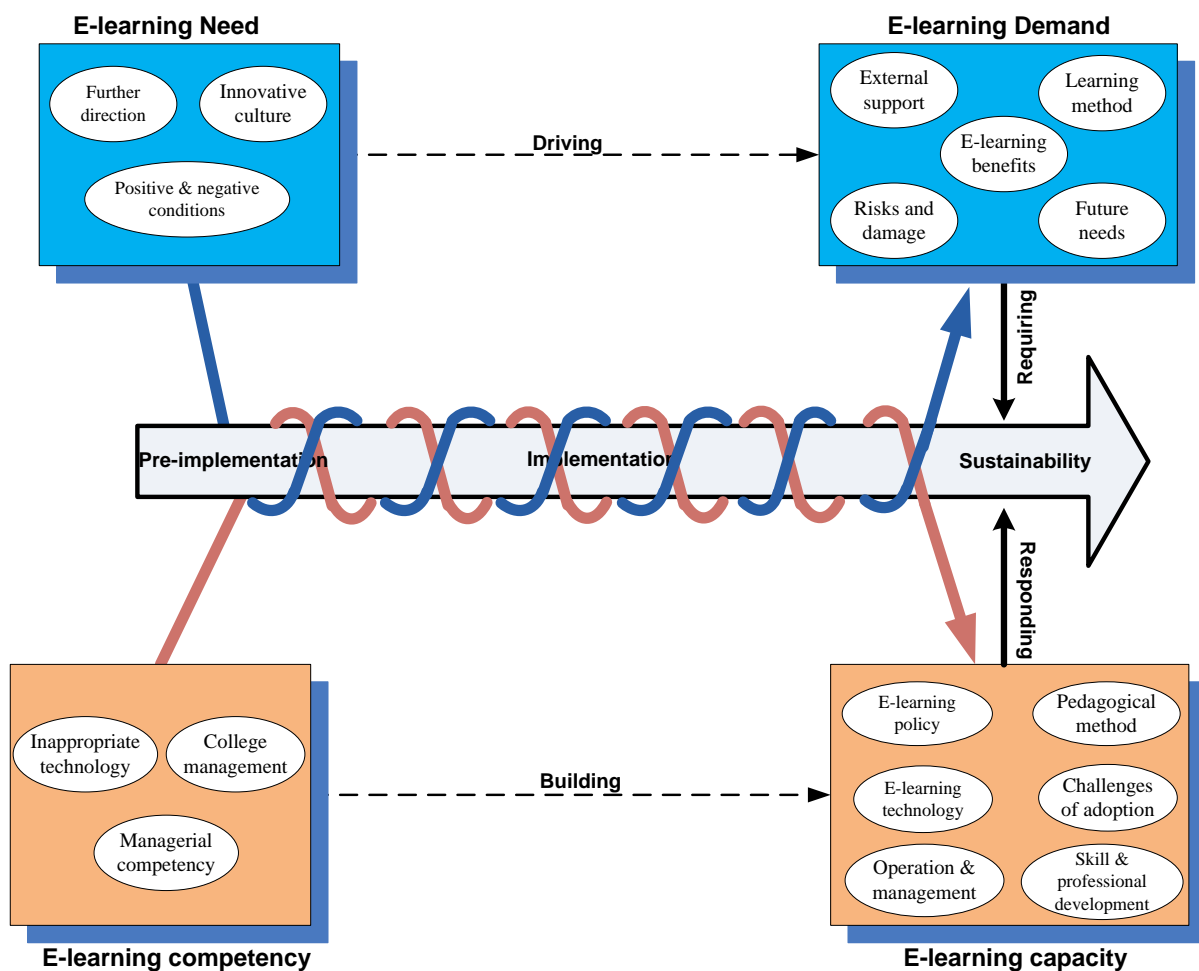 E-learning Need
Further
direction
Innovative
culture
Positive & negative
conditions
Driving
E-learning Demand
External
support
Learning
method
E-learning
benefits
Risks and
damage
Future
needs
Requiring
Pre-implementation
Implementation
Sustainability
Responding
Inappropriate
technology
College
management
Managerial
competency
E-learning competency
Building
E-learning
policy
Pedagogical
method
E-learning
technology
Challenges
of adoption
Operation &
management
Skill &
professional
development
E-learning capacity